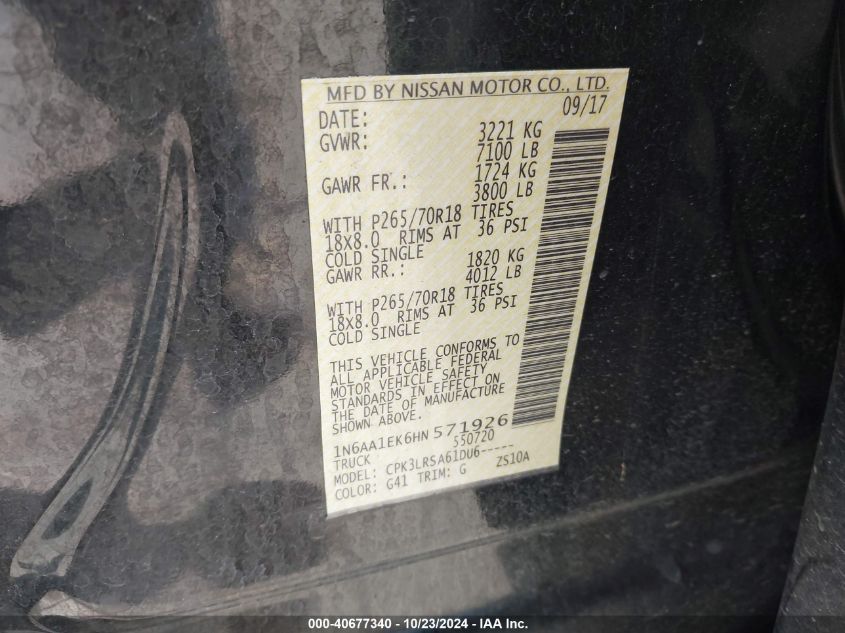 MFD BY NISSAN MOTOR CO., LTD.
DATE: 09/17
GVWR: 3221 KG
7100 LB
GAWR FR.: 1724 KG
3800 LB
WITH P265/70R18 TIRES
18X8.0 RIMS AT 36 PSI
COLD SINGLE
GAWR RR.: 1820 KG
4012 LB
WITH P265/70R18 TIRES
18X8.0 RIMS AT 36 PSI
COLD SINGLE
THIS VEHICLE CONFORMS TO
ALL APPLICABLE FEDERAL
MOTOR VEHICLE SAFETY
STANDARDS IN EFFECT ON
THE DATE OF MANUFACTURE
SHOWN ABOVE.
1N6AA1EK6HN 571926
TRUCK 550720
MODEL: CPK3LRSA61DU6-----
COLOR: G41 TRIM: G ZS10A
000-40677340 - 10/23/2024 - IAA Inc.